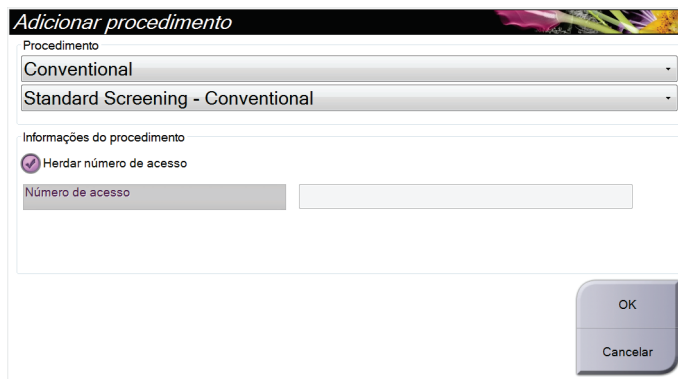 Adicionar procedimento
Procedimento
Conventional
Standard Screening - Conventional
Informações do procedimento
Herdar número de acesso
Número de acesso
OK
Cancelar